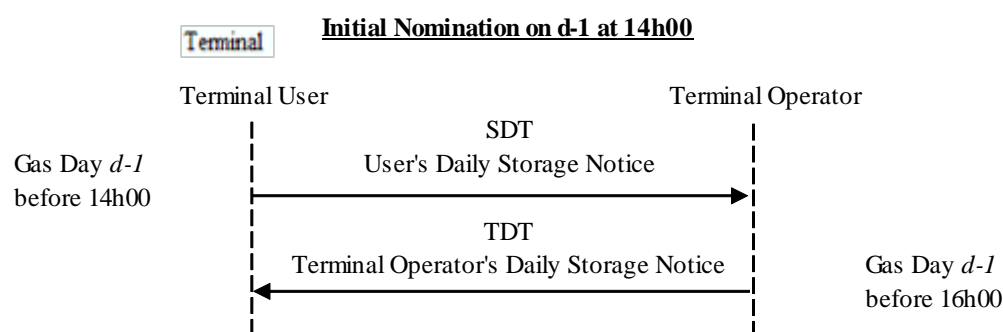 Initial Nomination on d-1 at 14h00
Terminal
Terminal User
Terminal Operator
SDT
Gas Day d-1
User's Daily Storage Notice
before 14h00
TDT
Terminal Operator's Daily Storage Notice
Gas Day d-1
before 16h00